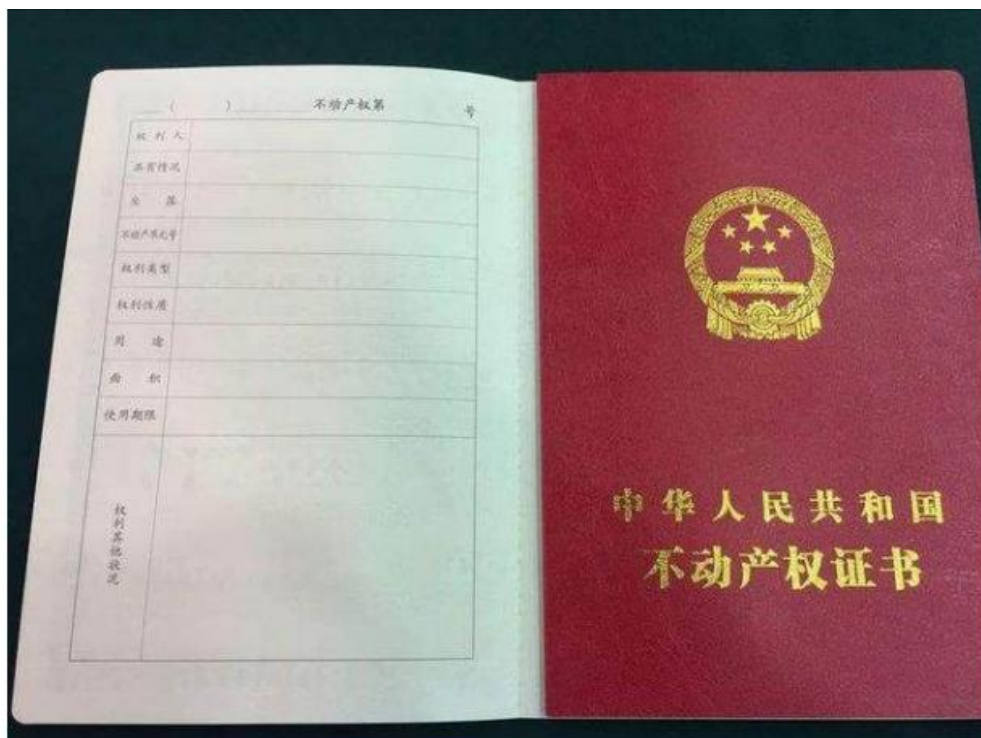 （ ） 不动产权第 号
权利人
共有情况
坐落
不动产单元号
权利类型
权利性质
用途
面积
使用期限
权利其他状况
中华人民共和国
不动产权证书